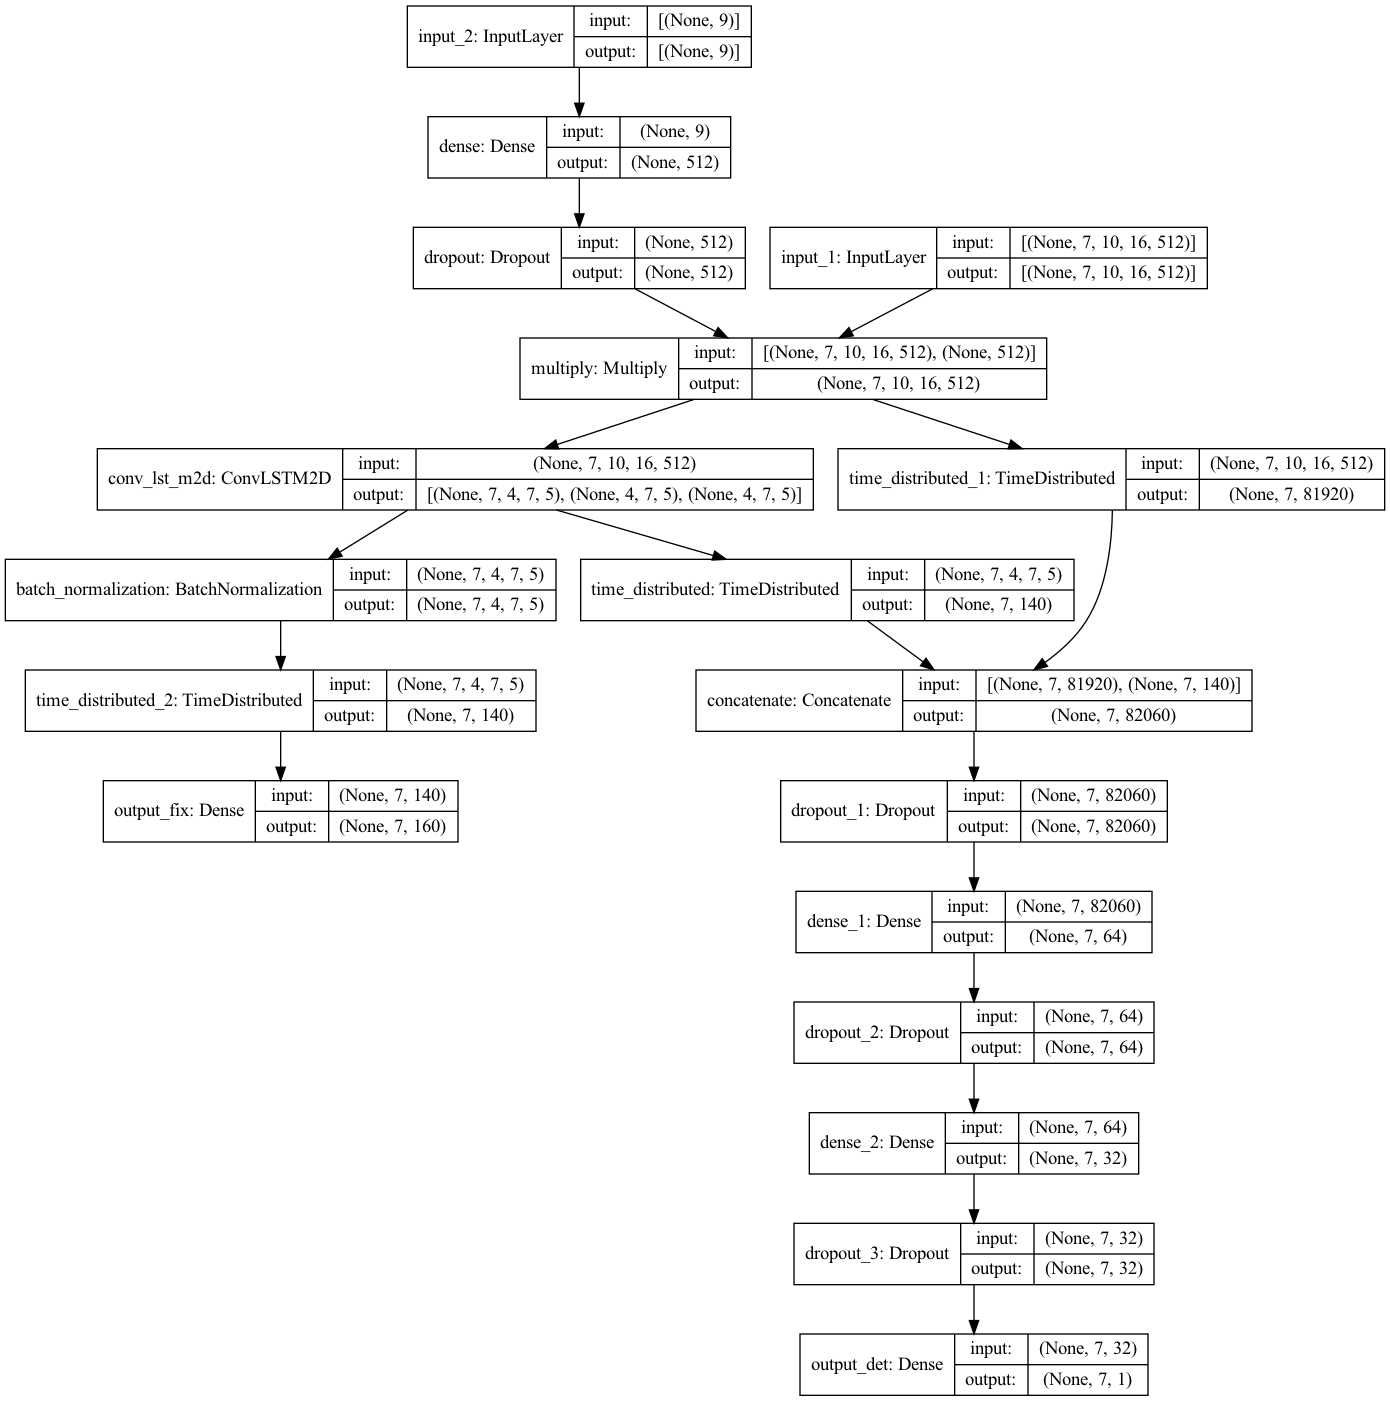 input_2: InputLayer
input:
[(None, 9)]
output:
[(None, 9)]
dense: Dense
input:
(None, 9)
output:
(None, 512)
dropout: Dropout
input:
(None, 512)
output:
(None, 512)
input_1: InputLayer
input:
[(None, 7, 10, 16, 512)]
output:
[(None, 7, 10, 16, 512)]
multiply: Multiply
input:
[(None, 7, 10, 16, 512), (None, 512)]
output:
(None, 7, 10, 16, 512)
conv_lst_m2d: ConvLSTM2D
input:
(None, 7, 10, 16, 512)
output:
[(None, 7, 4, 7, 5), (None, 4, 7, 5), (None, 4, 7, 5)]
time_distributed_1: TimeDistributed
input:
(None, 7, 10, 16, 512)
output:
(None, 7, 81920)
batch_normalization: BatchNormalization
input:
(None, 7, 4, 7, 5)
output:
(None, 7, 4, 7, 5)
time_distributed: TimeDistributed
input:
(None, 7, 4, 7, 5)
output:
(None, 7, 140)
time_distributed_2: TimeDistributed
input:
(None, 7, 4, 7, 5)
output:
(None, 7, 140)
concatenate: Concatenate
input:
[(None, 7, 81920), (None, 7, 140)]
output:
(None, 7, 82060)
output_fix: Dense
input:
(None, 7, 140)
output:
(None, 7, 160)
dropout_1: Dropout
input:
(None, 7, 82060)
output:
(None, 7, 82060)
dense_1: Dense
input:
(None, 7, 82060)
output:
(None, 7, 64)
dropout_2: Dropout
input:
(None, 7, 64)
output:
(None, 7, 64)
dense_2: Dense
input:
(None, 7, 64)
output:
(None, 7, 32)
dropout_3: Dropout
input:
(None, 7, 32)
output:
(None, 7, 32)
output_det: Dense
input:
(None, 7, 32)
output:
(None, 7, 1)